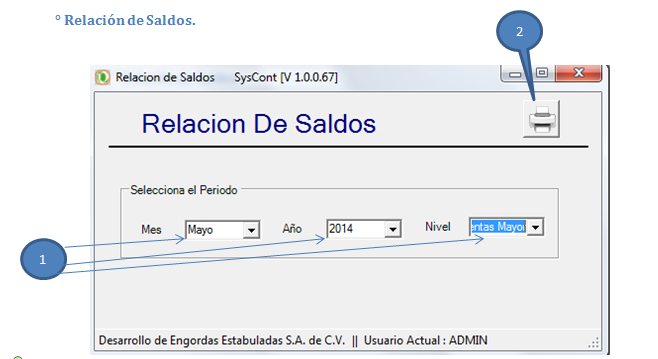 ° Relación de Saldos.
2
Relacion de Saldos SysCont [V 1.0.0.67]
Relacion De Saldos
Selecciona el Periodo
Mes Mayo Año 2014 Nivel entas Mayor
1
Desarrollo de Engordas Estabuladas S.A. de C.V. || Usuario Actual : ADMIN